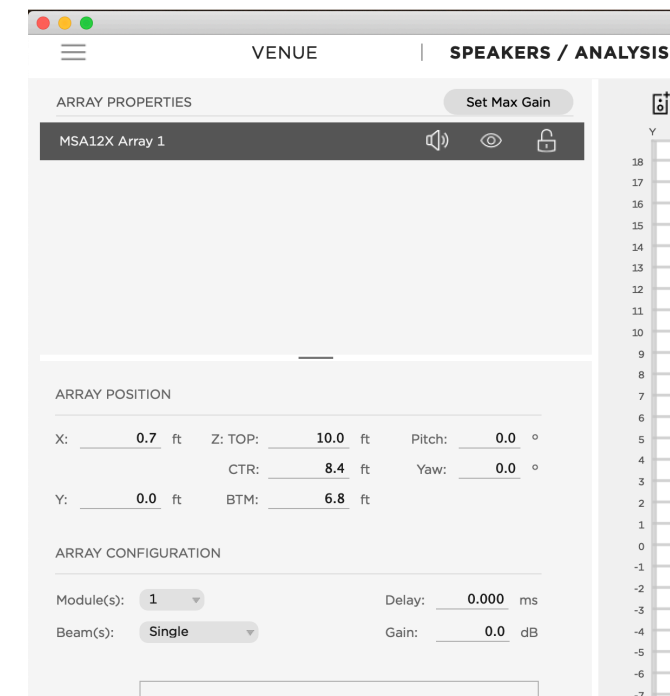 VENUE | SPEAKERS / ANALYSIS
ARRAY PROPERTIES Set Max Gain
MSA12X Array 1
Y
18
17
16
15
14
13
12
11
10
9
8
7
6
5
4
3
2
1
0
-1
-2
-3
-4
-5
-6
-7
ARRAY POSITION
X: 0.7 ft Z: TOP: 10.0 ft Pitch: 0.0 °
CTR: 8.4 ft Yaw: 0.0 °
Y: 0.0 ft BTM: 6.8 ft
ARRAY CONFIGURATION
Module(s): 1 Delay: 0.000 ms
Beam(s): Single Gain: 0.0 dB